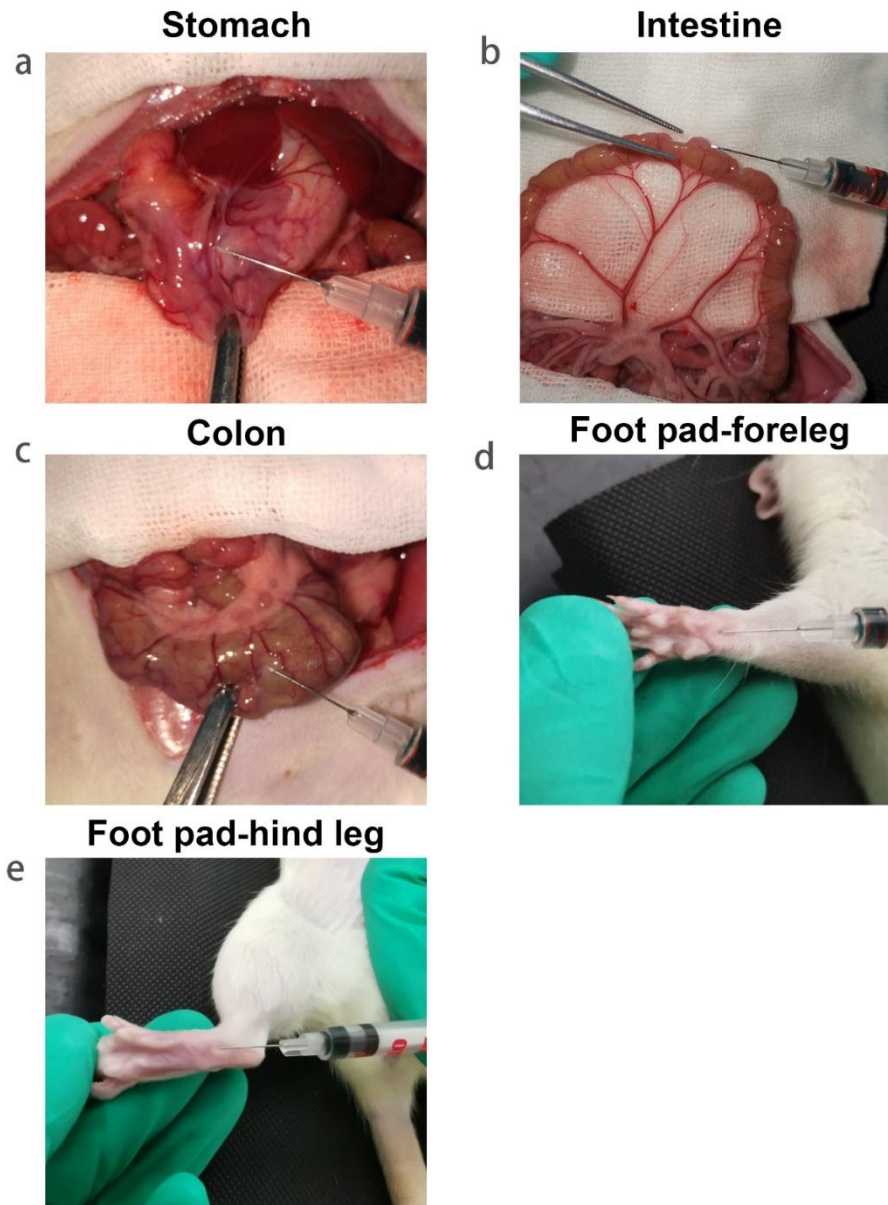 Stomach
a
Intestine
b
Colon
c
Foot pad-foreleg
d
Foot pad-hind leg
e